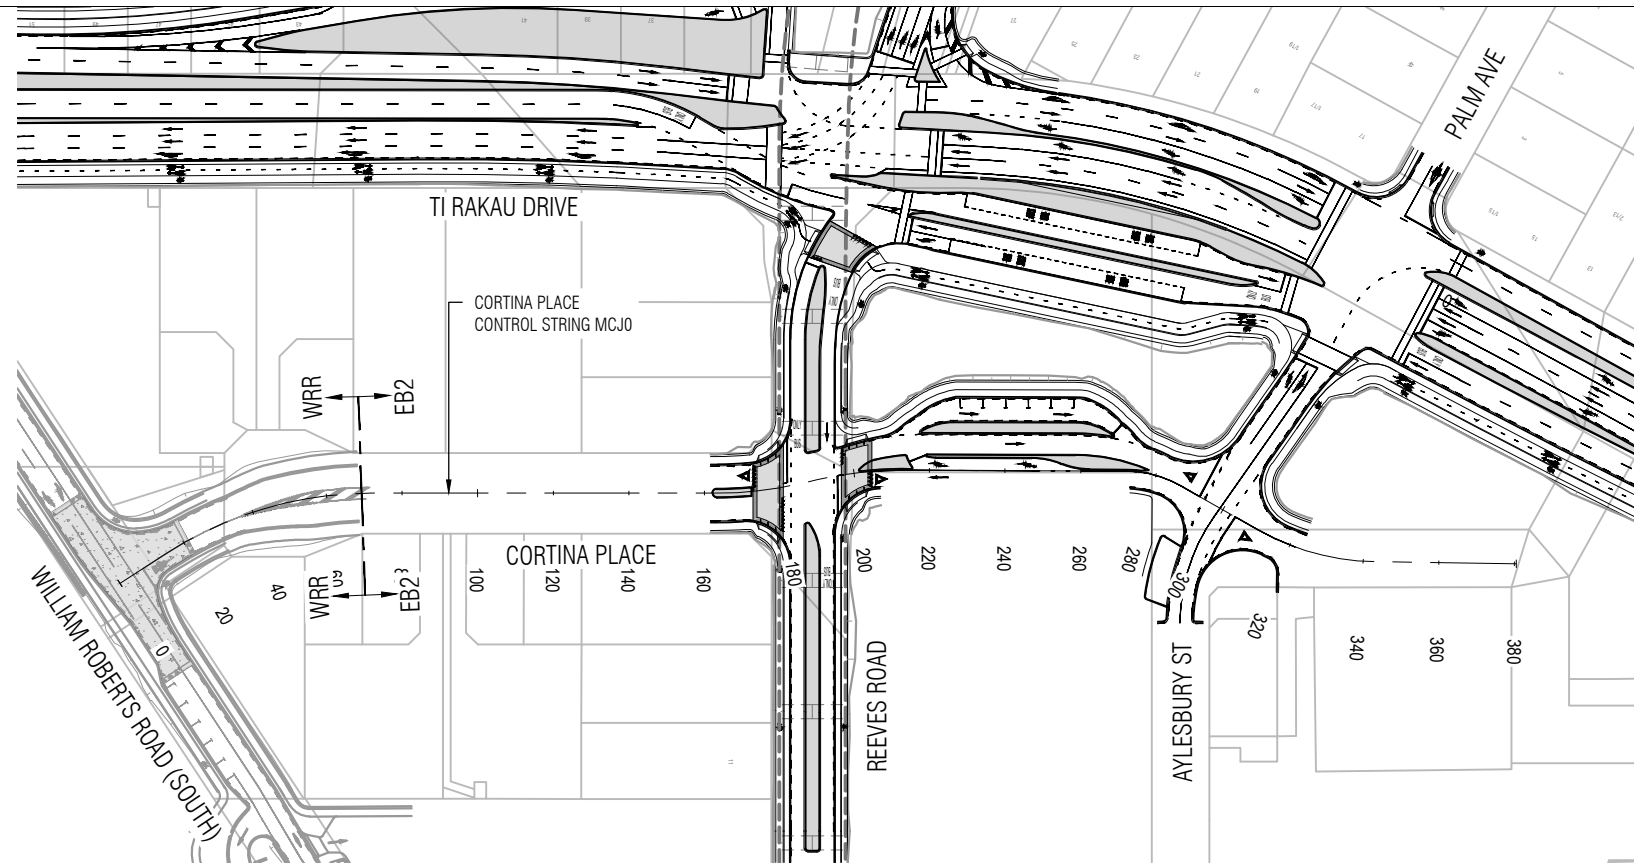 PALM AVE
TI RAKAU DRIVE
CORTINA PLACE
CONTROL STRING MCJ0
WRR
EB2
CORTINA PLACE
WRR
EB2
0
20
40
60
100
120
140
160
180
200
220
240
260
280
300
320
340
360
380
WILLIAM ROBERTS ROAD (SOUTH)
REEVES ROAD
AYLESBURY ST
11